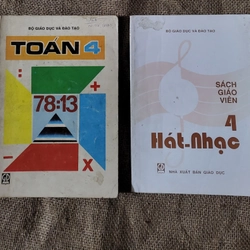 BỘ GIÁO DỤC VÀ ĐÀO TẠO
TOÁN 4
78:13
BỘ GIÁO DỤC VÀ ĐÀO TẠO
SÁCH
GIÁO
VIÊN
4
Hát-Nhạc
NHÀ XUẤT BẢN GIÁO DỤC